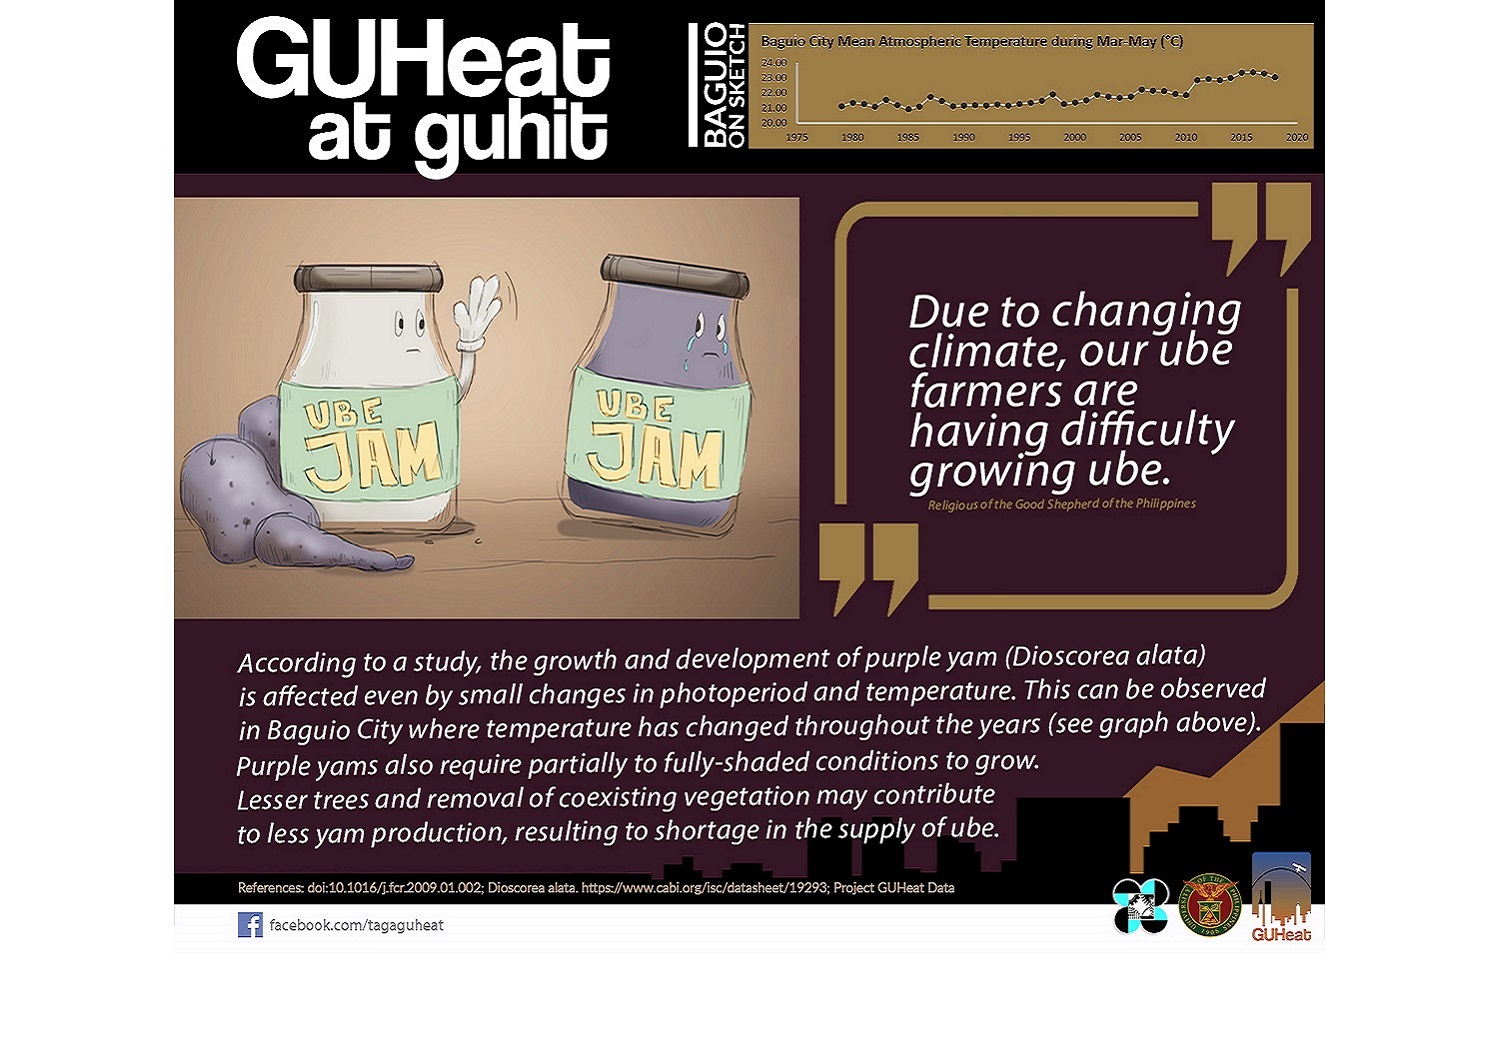 GUHeat
at guhit
BAGUIO
ON SKETCH
Baguio City Mean Atmospheric Temperature during Mar-May (°C)
24.00
23.00
22.00
21.00
20.00
1975 1980 1985 1990 1995 2000 2005 2010 2015 2020
UBE
JAM
UBE
JAM
Due to changing
climate, our ube
farmers are
having difficulty
growing ube.
Religious of the Good Shepherd of the Philippines
According to a study, the growth and development of purple yam (Dioscorea alata)
is affected even by small changes in photoperiod and temperature. This can be observed
in Baguio City where temperature has changed throughout the years (see graph above).
Purple yams also require partially to fully-shaded conditions to grow.
Lesser trees and removal of coexisting vegetation may contribute
to less yam production, resulting to shortage in the supply of ube.
References: doi:10.1016/j.fcr.2009.01.002; Dioscorea alata. https://www.cabi.org/isc/datasheet/19293; Project GUHeat Data
facebook.com/tagaguheat
UNIVERSITY OF THE PHILIPPINES
1908
GUHeat